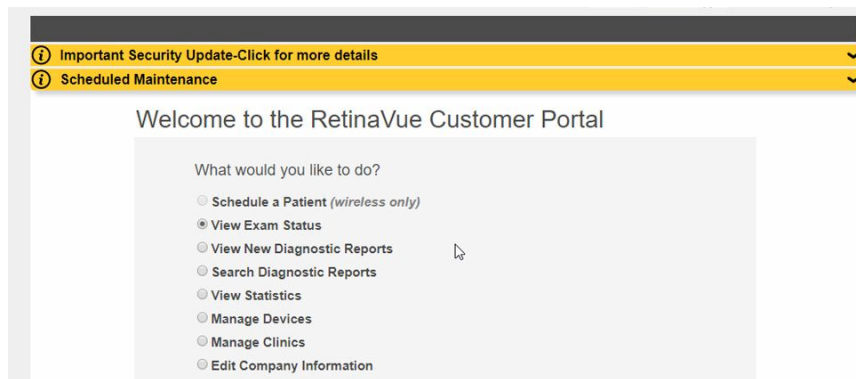 Important Security Update-Click for more details
Scheduled Maintenance
Welcome to the RetinaVue Customer Portal
What would you like to do?
Schedule a Patient (wireless only)
View Exam Status
View New Diagnostic Reports
Search Diagnostic Reports
View Statistics
Manage Devices
Manage Clinics
Edit Company Information